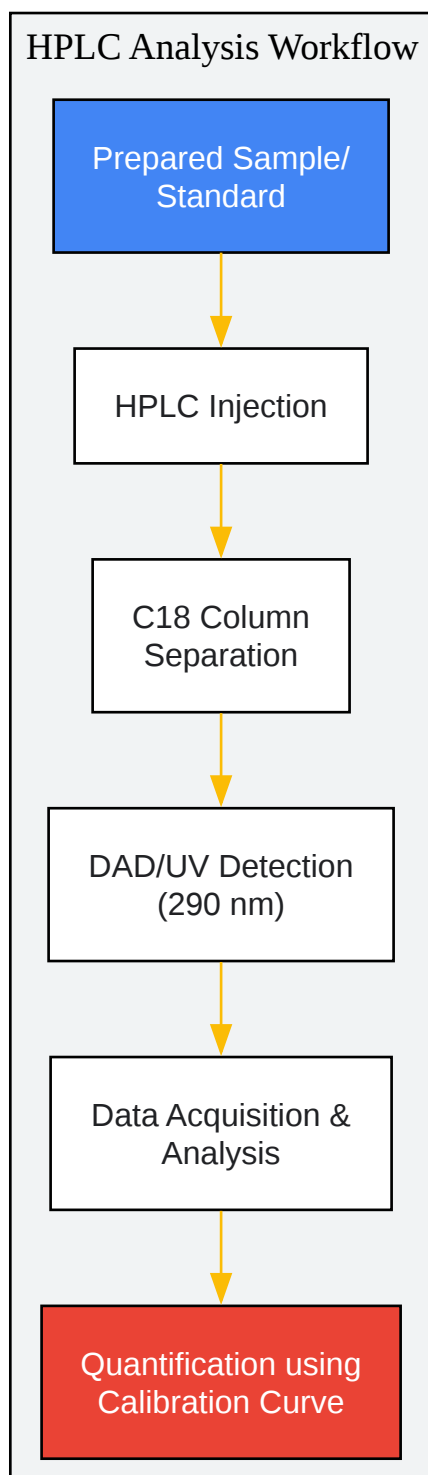 HPLC Analysis Workflow
Prepared Sample/
Standard
HPLC Injection
C18 Column
Separation
DAD/UV Detection
(290 nm)
Data Acquisition &
Analysis
Quantification using
Calibration Curve